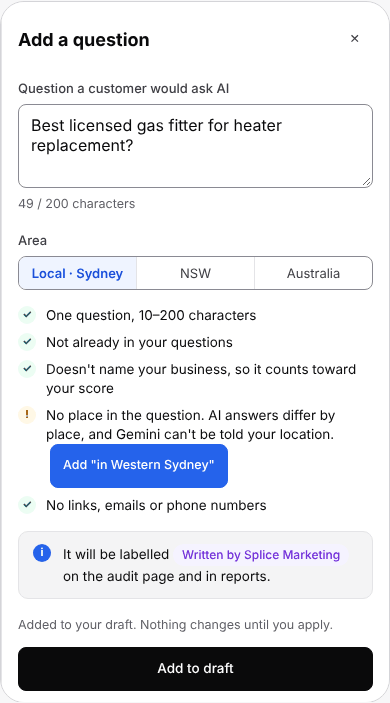 Add a question
×
Question a customer would ask AI
Best licensed gas fitter for heater
replacement?
49 / 200 characters
Area
Local · Sydney
NSW
Australia
One question, 10–200 characters
Not already in your questions
Doesn't name your business, so it counts toward
your score
! No place in the question. AI answers differ by
place, and Gemini can't be told your location.
Add "in Western Sydney"
No links, emails or phone numbers
i It will be labelled Written by Splice Marketing
on the audit page and in reports.
Added to your draft. Nothing changes until you apply.
Add to draft